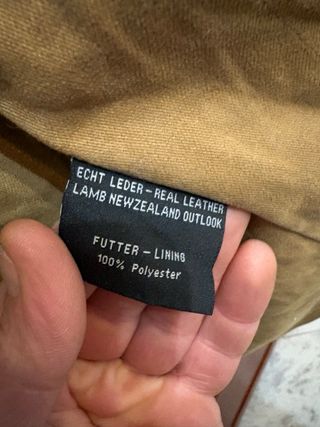 ECHT LEDER – REAL LEATHER
LAMB NEWZEALAND OUTLOOK
FUTTER – LINING
100% Polyester